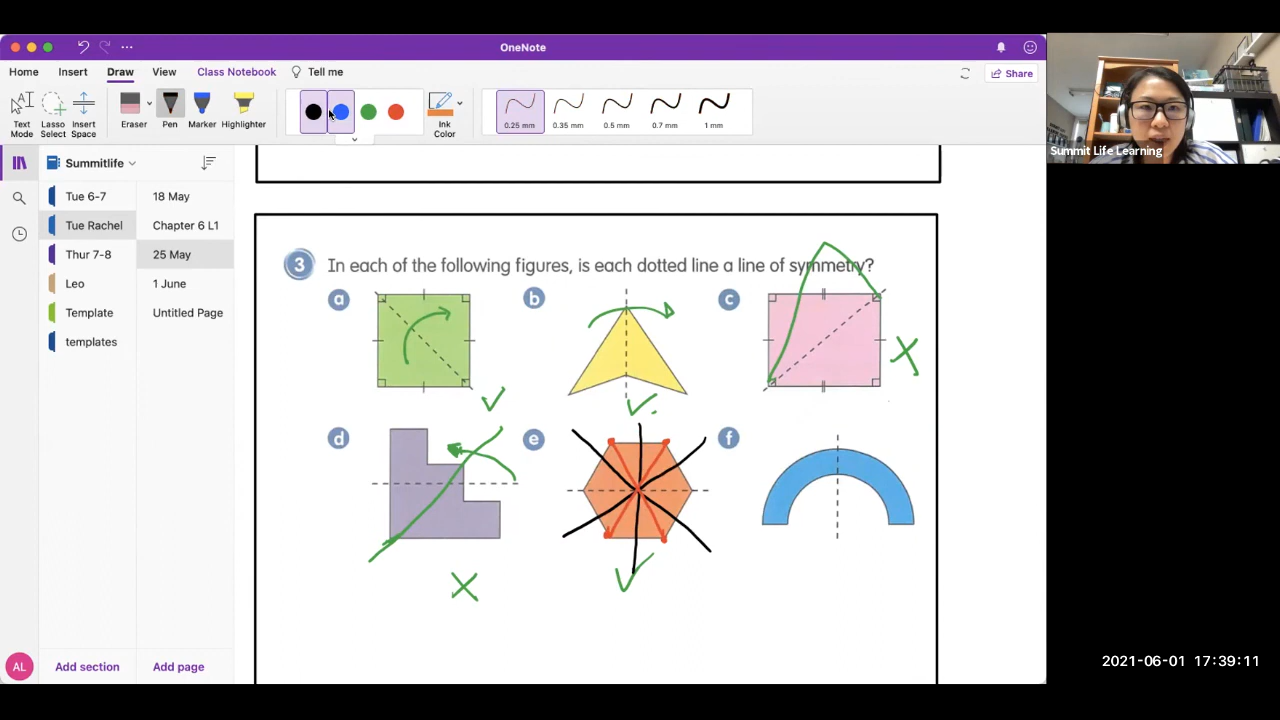 OneNote
Home Insert Draw View Class Notebook Tell me
Share
Text Mode
Lasso Select
Insert Space
Eraser
Pen
Marker
Highlighter
Ink Color
0.25 mm
0.35 mm
0.5 mm
0.7 mm
1 mm
Summit Life Learning
Summitlife
Tue 6-7
Tue Rachel
Thur 7-8
Leo
Template
templates
18 May
Chapter 6 L1
25 May
1 June
Untitled Page
3 In each of the following figures, is each dotted line a line of symmetry?
a
b
c
d
e
f
AL
Add section
Add page
2021-06-01 17:39:11